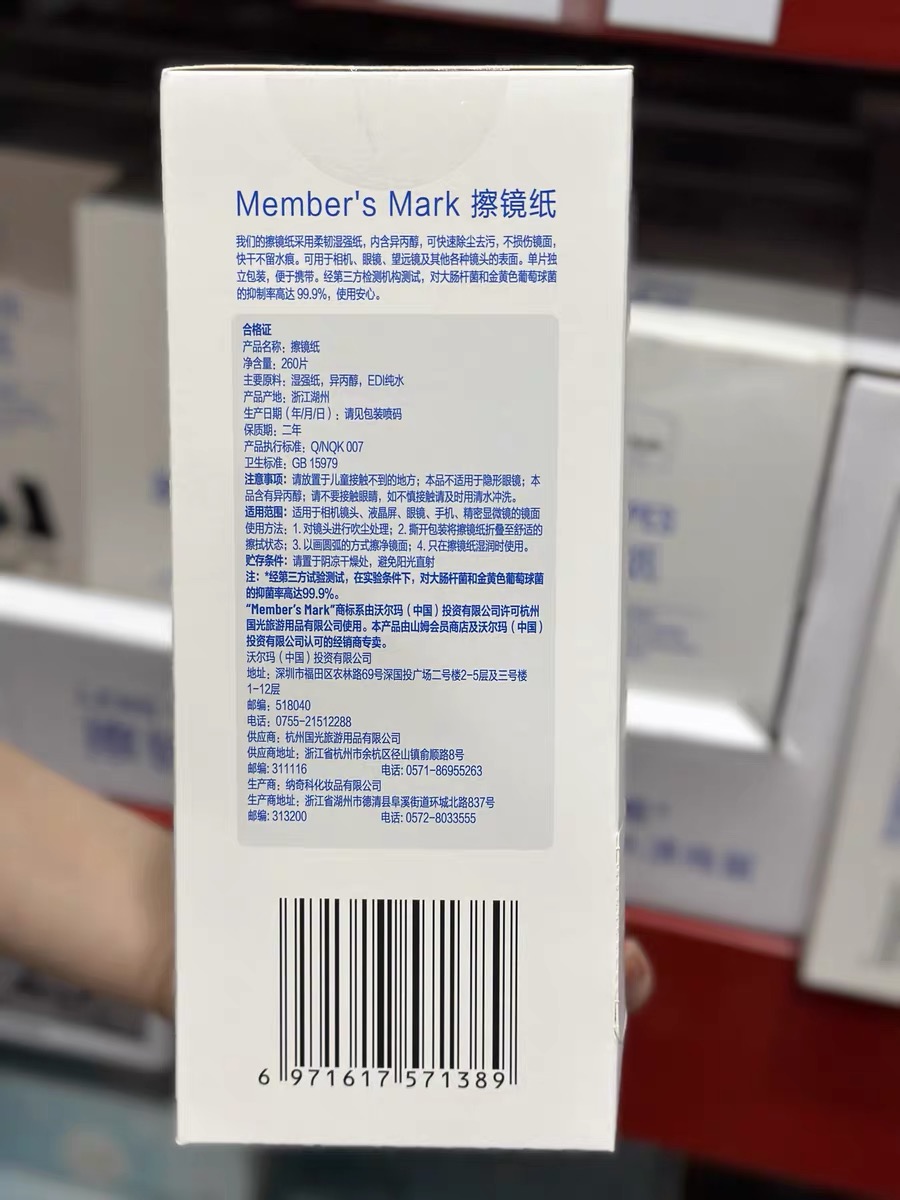 Member's Mark 擦镜纸
我们的擦镜纸采用柔韧湿强纸，内含异丙醇，可快速除尘去污，不损伤镜面，
快干不留水痕。可用于相机、眼镜、望远镜及其他各种镜头的表面。单片独
立包装，便于携带。经第三方检测机构测试，对大肠杆菌和金黄色葡萄球菌
的抑制率高达 99.9%，使用安心。
合格证
产品名称：擦镜纸
净含量：260片
主要原料：湿强纸，异丙醇，EDI纯水
产品产地：浙江湖州
生产日期（年/月/日）：请见包装喷码
保质期：二年
产品执行标准：Q/NQK 007
卫生标准：GB 15979
注意事项：请放置于儿童接触不到的地方；本品不适用于隐形眼镜；本
品含有异丙醇；请不要接触眼睛，如不慎接触请及时用清水冲洗。
适用范围：适用于相机镜头、液晶屏、眼镜、手机、精密显微镜的镜面
使用方法：1. 对镜头进行吹尘处理；2. 撕开包装将擦镜纸折叠至舒适的
擦拭状态；3. 以画圆弧的方式擦净镜面；4. 只在擦镜纸湿润时使用。
贮存条件：请置于阴凉干燥处，避免阳光直射
注：*经第三方试验测试，在实验条件下，对大肠杆菌和金黄色葡萄球菌
的抑菌率高达99.9%。
“Member's Mark”商标系由沃尔玛（中国）投资有限公司许可杭州
国光旅游用品有限公司使用。本产品由山姆会员商店及沃尔玛（中国）
投资有限公司认可的经销商专卖。
沃尔玛（中国）投资有限公司
地址：深圳市福田区农林路69号深国投广场二号楼2-5层及三号楼
1-12层
邮编：518040
电话：0755-21512288
供应商：杭州国光旅游用品有限公司
供应商地址：浙江省杭州市余杭区径山镇俞顺路8号
邮编: 311116 电话: 0571-86955263
生产商：纳奇科化妆品有限公司
生产商地址：浙江省湖州市德清县阜溪街道环城北路837号
邮编: 313200 电话: 0572-8033555
6 971617 571389